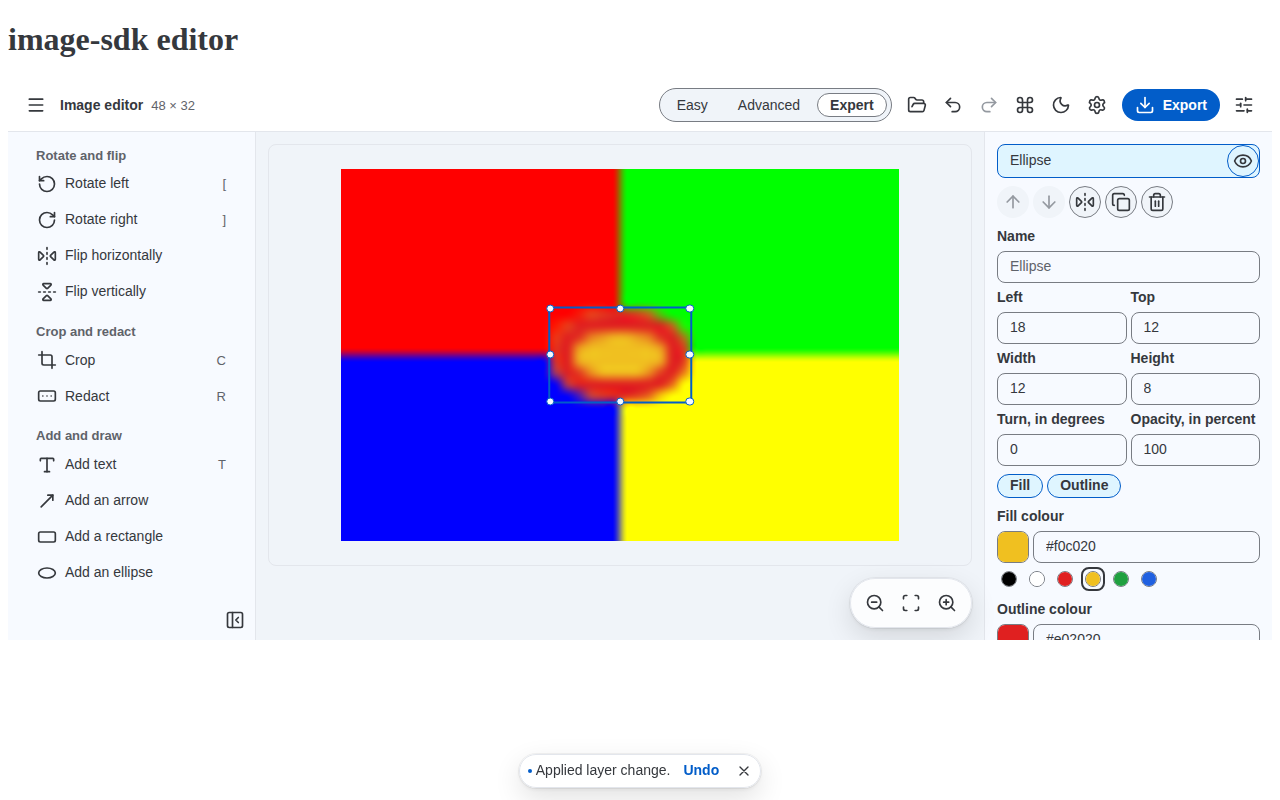 image-sdk editor
Image editor 48 × 32
Easy Advanced Expert
Export
Rotate and flip
Rotate left [
Rotate right ]
Flip horizontally
Flip vertically
Crop and redact
Crop C
Redact R
Add and draw
Add text T
Add an arrow
Add a rectangle
Add an ellipse
Ellipse
Name
Ellipse
Left Top
18 12
Width Height
12 8
Turn, in degrees Opacity, in percent
0 100
Fill Outline
Fill colour
#f0c020
Outline colour
#e02020
Applied layer change. Undo